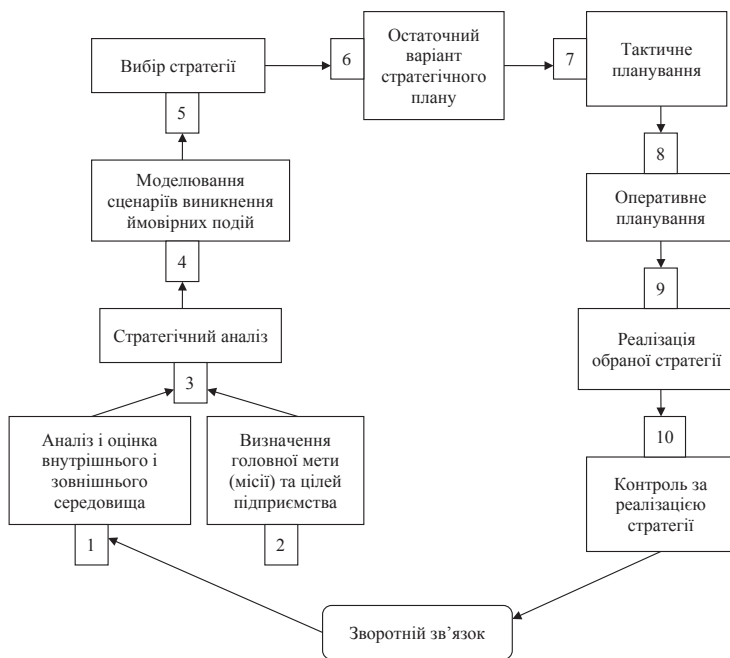 Вибір стратегії
5
6
Остаточний
варіант
стратегічного
плану
7
Тактичне
планування
8
Моделювання
сценаріїв виникнення
ймовірних подій
4
Оперативне
планування
9
Стратегічний аналіз
3
Реалізація
обраної стратегії
10
Аналіз і оцінка
внутрішнього і
зовнішнього
середовища
1
Визначення
головної мети
(місії) та цілей
підприємства
2
Контроль за
реалізацією
стратегії
Зворотній зв’язок